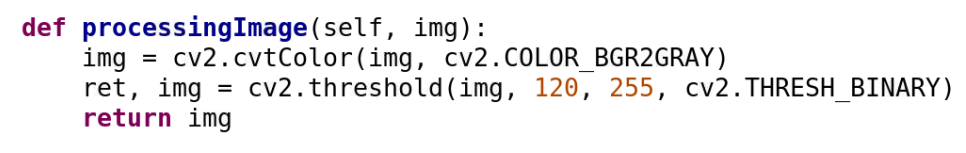 def processingImage(self, img):
    img = cv2.cvtColor(img, cv2.COLOR_BGR2GRAY)
    ret, img = cv2.threshold(img, 120, 255, cv2.THRESH_BINARY)
    return img